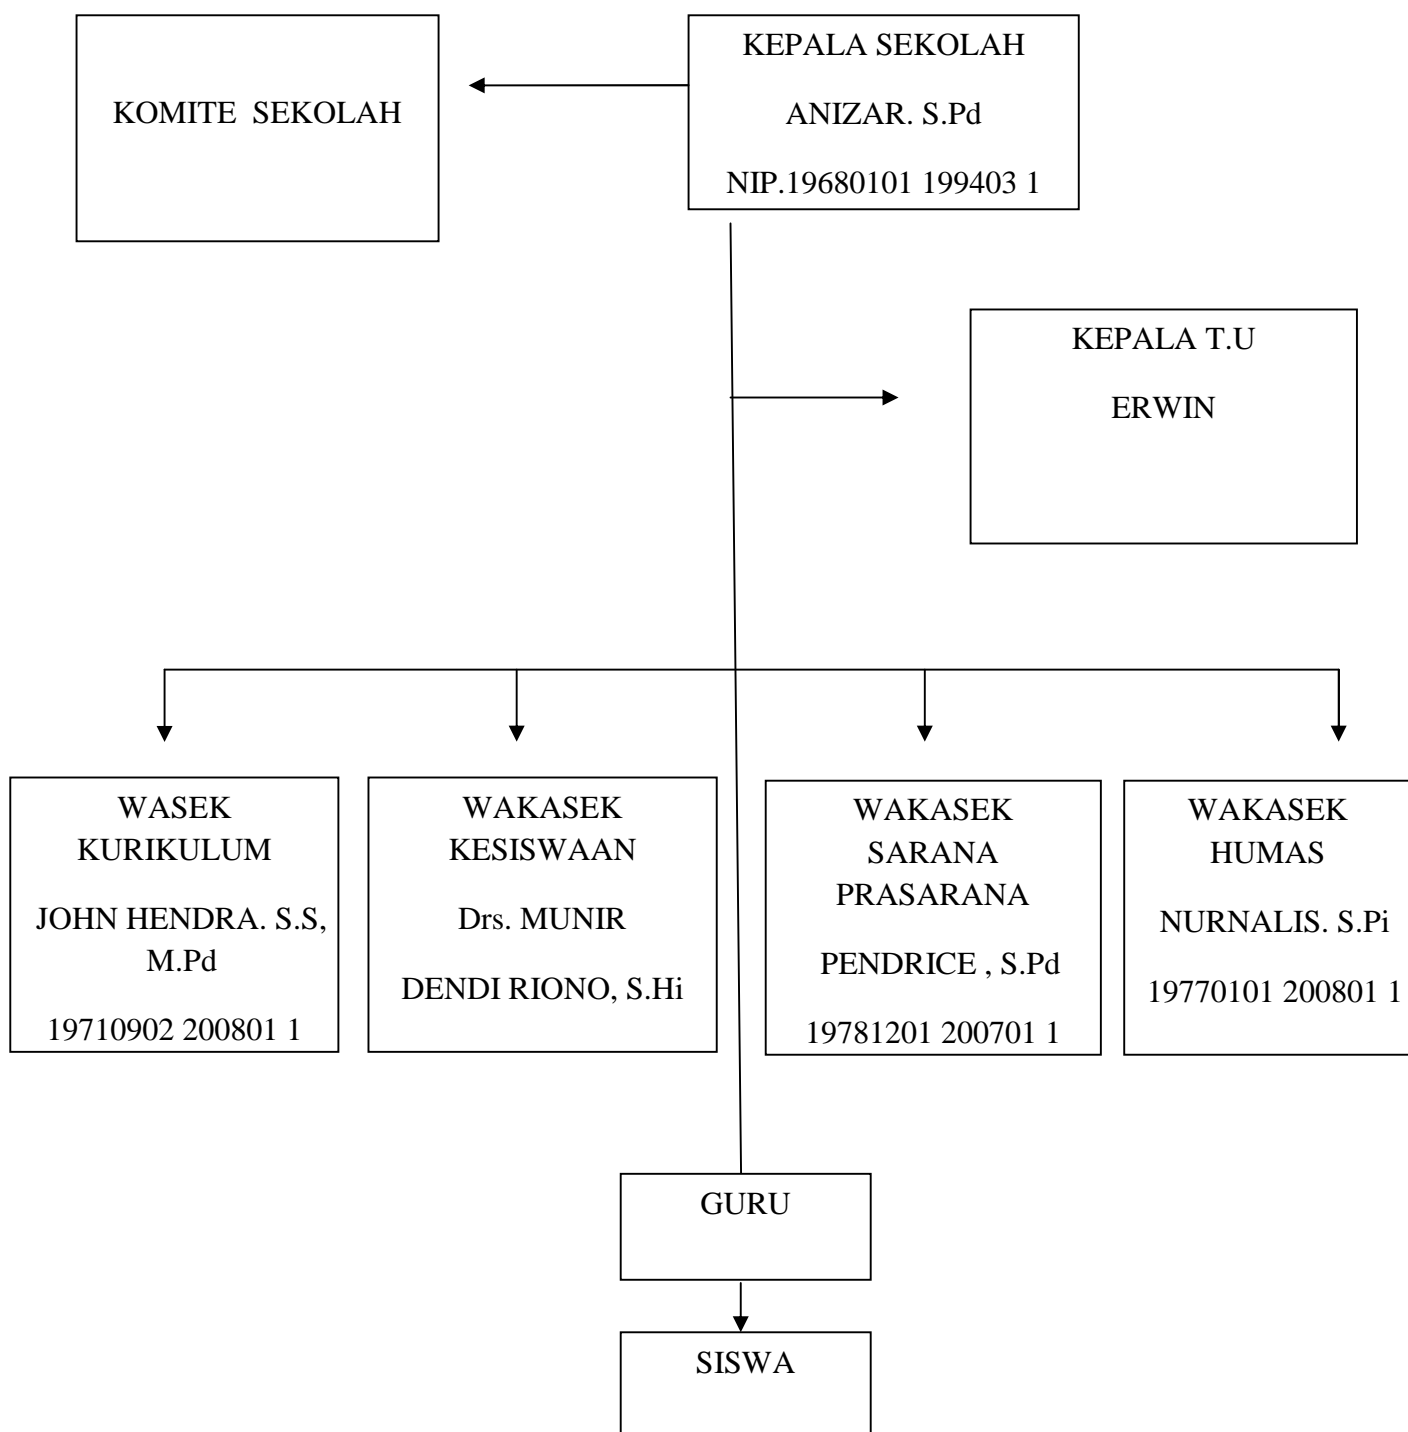 KOMITE SEKOLAH
KEPALA SEKOLAH
ANIZAR. S.Pd
NIP.19680101 199403 1
KEPALA T.U
ERWIN
WASEK
KURIKULUM
JOHN HENDRA. S.S,
M.Pd
19710902 200801 1
WAKASEK
KESISWAAN
Drs. MUNIR
DENDI RIONO, S.Hi
WAKASEK
SARANA
PRASARANA
PENDRICE , S.Pd
19781201 200701 1
WAKASEK
HUMAS
NURNALIS. S.Pi
19770101 200801 1
GURU
SISWA